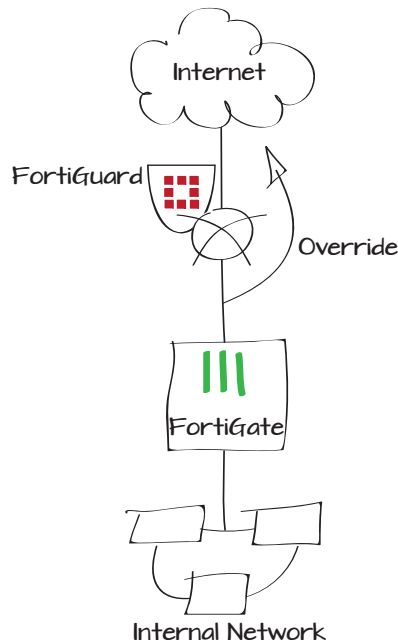 Internet
FortiGuard
Override
FortiGate
Internal Network